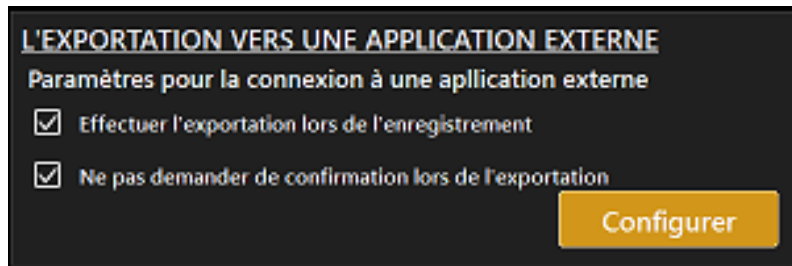 L'EXPORTATION VERS UNE APPLICATION EXTERNE
Paramètres pour la connexion à une apllication externe
Effectuer l'exportation lors de l'enregistrement
Ne pas demander de confirmation lors de l'exportation
Configurer